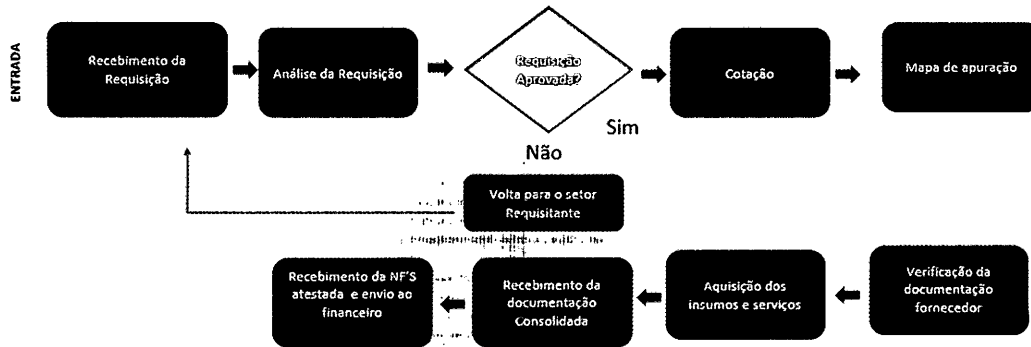 ENTRADA
Recebimento da
Requisição
Análise da Requisição
Requisição
Aprovada?
Cotação
Mapa de apuração
Sim
Não
Volta para o setor
Requisitante
Recebimento da NF'S
atestada e envio ao
financeiro
Recebimento da
documentação
Consolidada
Aquisição dos
insumos e serviços
Verificação da
documentação
fornecedor